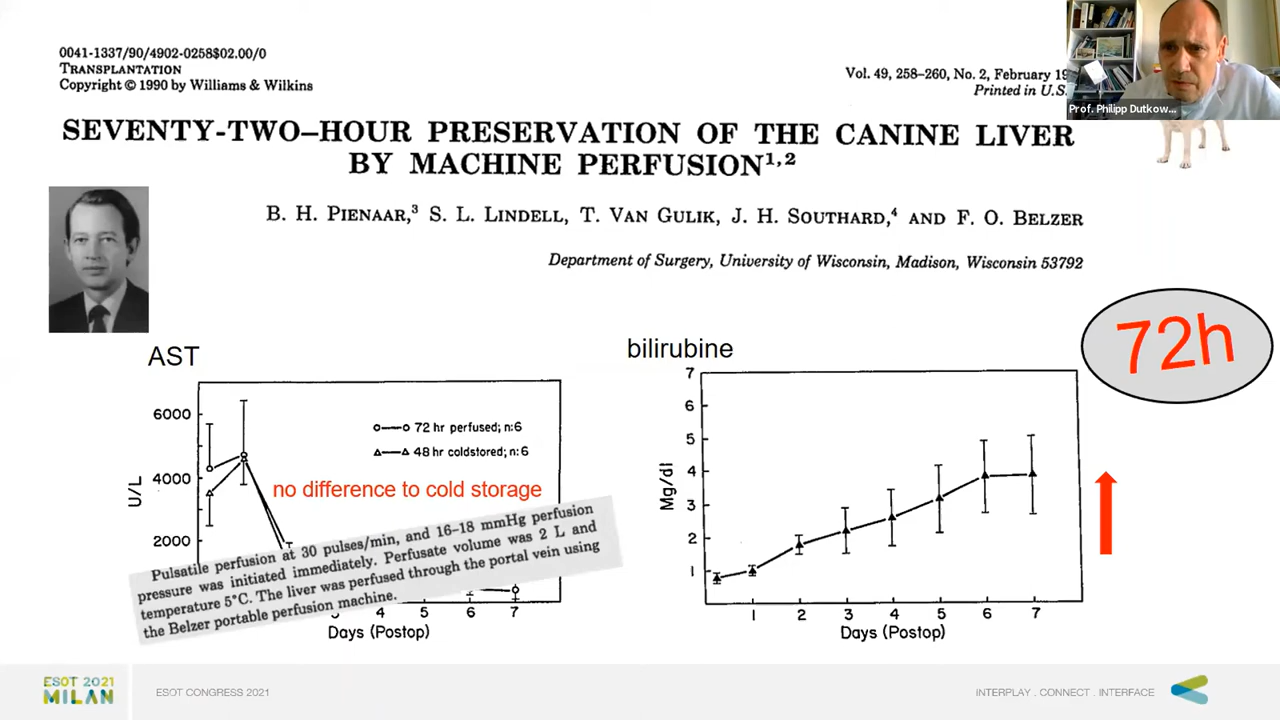 0041-1337/90/4902-0258$02.00/0
TRANSPLANTATION
Copyright © 1990 by Williams & Wilkins
Vol. 49, 258–260, No. 2, February
Printed in U.S.
Prof. Philipp Dutkow...
SEVENTY-TWO–HOUR PRESERVATION OF THE CANINE LIVER
BY MACHINE PERFUSION1,2
B. H. PIENAAR,3 S. L. LINDELL, T. VAN GULIK, J. H. SOUTHARD,4 AND F. O. BELZER
Department of Surgery, University of Wisconsin, Madison, Wisconsin 53792
72h
AST
6000
4000
2000
U/L
72 hr perfused; n:6
48 hr coldstored; n:6
no difference to cold storage
Pulsatile perfusion at 30 pulses/min, and 16–18 mmHg perfusion
pressure was initiated immediately. Perfusate volume was 2 L and
temperature 5°C. The liver was perfused through the portal vein using
the Belzer portable perfusion machine.
3 4 5 6 7
Days (Postop)
bilirubine
7
6
5
4
3
2
1
Mg/dl
1 2 3 4 5 6 7
Days (Postop)
ESOT 2021
MILAN
ESOT CONGRESS 2021
INTERPLAY . CONNECT . INTERFACE